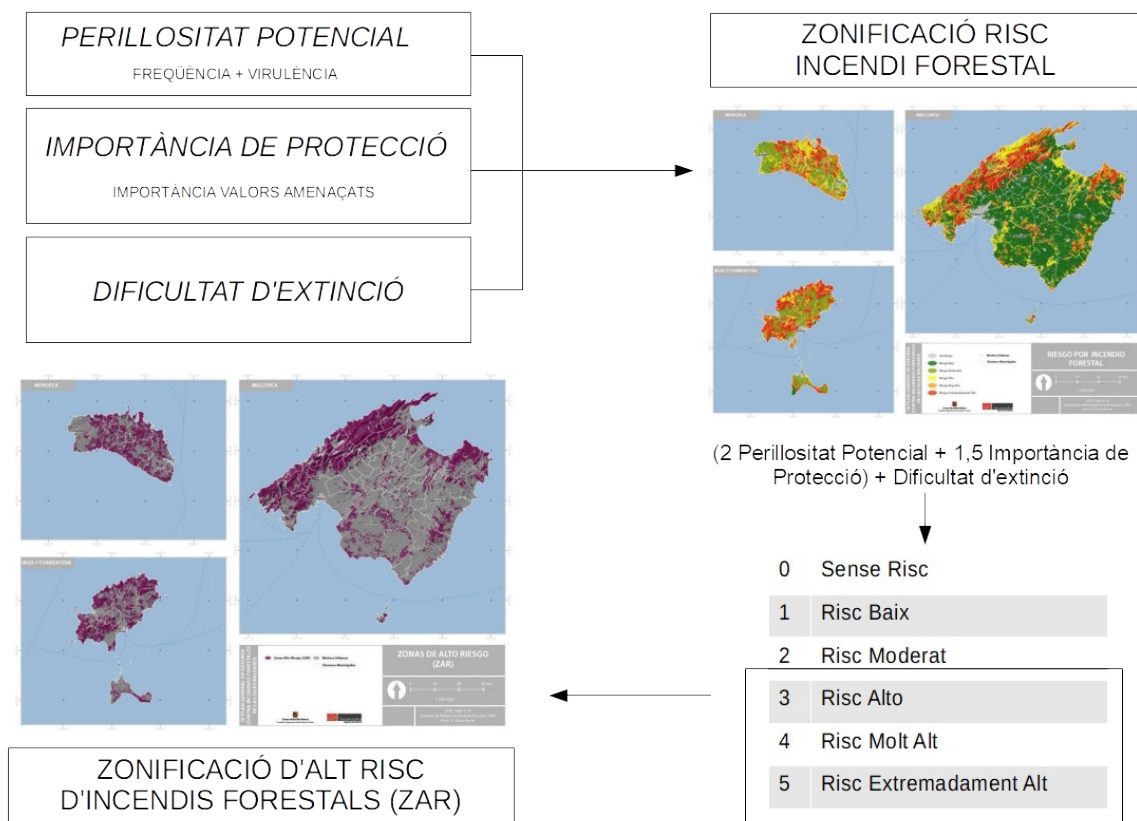 PERILLOSITAT POTENCIAL
FREQÜÈNCIA + VIRULÈNCIA
IMPORTÀNCIA DE PROTECCIÓ
IMPORTÀNCIA VALORS AMENAÇATS
DIFICULTAT D'EXTINCIÓ
ZONIFICACIÓ RISC
INCENDI FORESTAL
MENORCA
MALLORCA
IBIZA Y FORMENTERA
RIESGO POR INCENDIO
FORESTAL
(2 Perillositat Potencial + 1,5 Importància de
Protecció) + Dificultat d'extinció
0 Sense Risc
1 Risc Baix
2 Risc Moderat
3 Risc Alto
4 Risc Molt Alt
5 Risc Extremadament Alt
MENORCA
MALLORCA
IBIZA Y FORMENTERA
ZONAS DE ALTO RIESGO
(ZAR)
ZONIFICACIÓ D'ALT RISC
D'INCENDIS FORESTALS (ZAR)